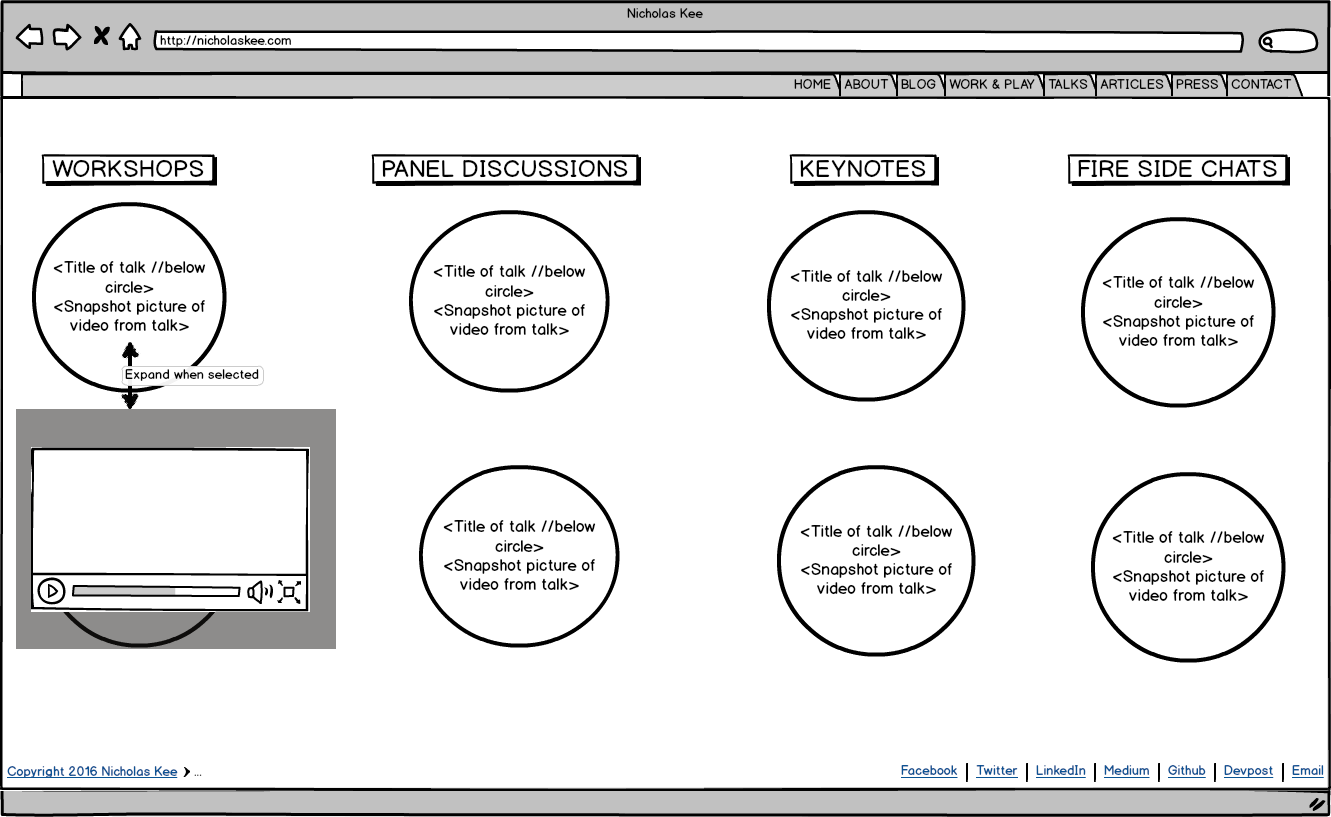 Nicholas Kee
http://nicholaskee.com
HOME ABOUT BLOG WORK & PLAY TALKS ARTICLES PRESS CONTACT
WORKSHOPS
PANEL DISCUSSIONS
KEYNOTES
FIRE SIDE CHATS
<Title of talk //below
circle>
<Snapshot picture of
video from talk>
Expand when selected
<Title of talk //below
circle>
<Snapshot picture of
video from talk>
<Title of talk //below
circle>
<Snapshot picture of
video from talk>
<Title of talk //below
circle>
<Snapshot picture of
video from talk>
<Title of talk //below
circle>
<Snapshot picture of
video from talk>
<Title of talk //below
circle>
<Snapshot picture of
video from talk>
<Title of talk //below
circle>
<Snapshot picture of
video from talk>
Copyright 2016 Nicholas Kee ❯ ...
Facebook | Twitter | LinkedIn | Medium | Github | Devpost | Email